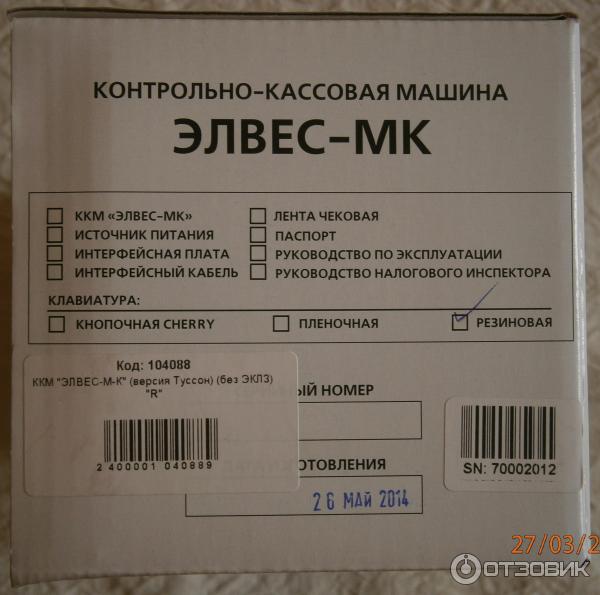 КОНТРОЛЬНО-КАССОВАЯ МАШИНА
ЭЛВЕС-МК
ККМ «ЭЛВЕС-МК»
ИСТОЧНИК ПИТАНИЯ
ИНТЕРФЕЙСНАЯ ПЛАТА
ИНТЕРФЕЙСНЫЙ КАБЕЛЬ
ЛЕНТА ЧЕКОВАЯ
ПАСПОРТ
РУКОВОДСТВО ПО ЭКСПЛУАТАЦИИ
РУКОВОДСТВО НАЛОГОВОГО ИНСПЕКТОРА
КЛАВИАТУРА:
КНОПОЧНАЯ CHERRY
ПЛЕНОЧНАЯ
РЕЗИНОВАЯ
Код: 104088
ККМ "ЭЛВЕС-М-К" (версия Туссон) (без ЭКЛЗ)
"R"
2 400001 040889
НОМЕР
26 МАЙ 2014
SN: 70002012
27/03/2
ОТЗОВИК